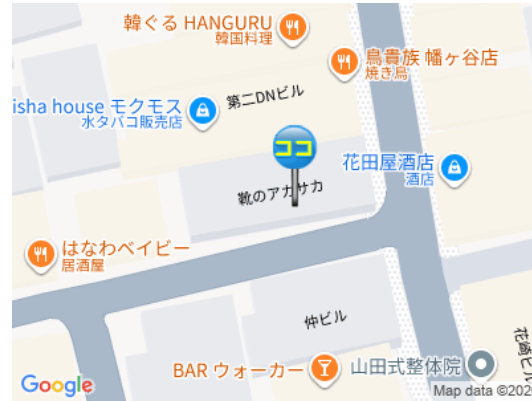 韓ぐる HANGURU
韓国料理
鳥貴族 幡ヶ谷店
焼き鳥
第二DNビル
isha house モクモス
水タバコ販売店
ココ
花田屋酒店
酒店
靴のアカサカ
はなわベイビー
居酒屋
仲ビル
花崎ビ
BAR ウォーカー
山田式整体院
Google
Map data ©202